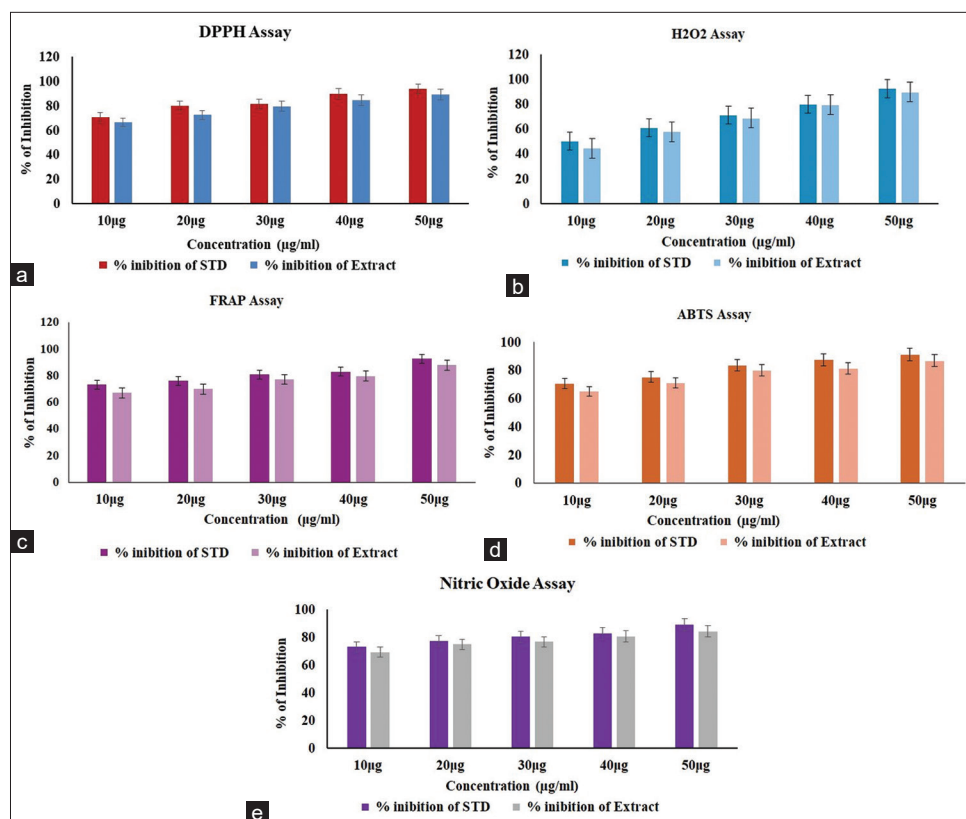 DPPH Assay
120
100
80
60
40
20
0
% of Inhibition
10µg 20µg 30µg 40µg 50µg
Concentration (µg/ml)
% inibition of STD % inibition of Extract
a
H2O2 Assay
120
100
80
60
40
20
0
% of Inhibition
10µg 20µg 30µg 40µg 50µg
Concentration (µg/ml)
% inibition of STD % inibition of Extract
b
FRAP Assay
120
100
80
60
40
20
0
% of Inhibition
10µg 20µg 30µg 40µg 50µg
Concentration (µg/ml)
% inibition of STD % inibition of Extract
c
ABTS Assay
100
80
60
40
20
0
% of Inhibition
10µg 20µg 30µg 40µg 50µg
Concentration (µg/ml)
% inibition of STD % inibition of Extract
d
Nitric Oxide Assay
100
80
60
40
20
0
% of Inhibition
10µg 20µg 30µg 40µg 50µg
Concentration (µg/ml)
% inibition of STD % inibition of Extract
e